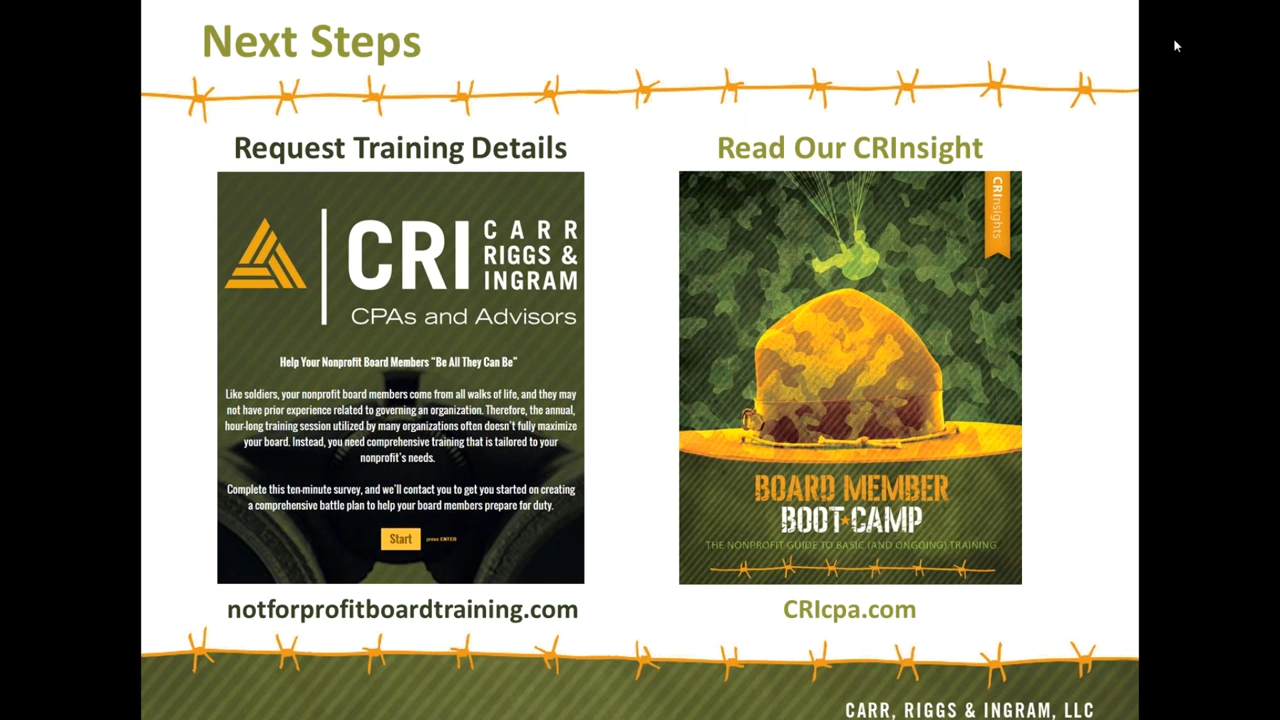 Next Steps
Request Training Details
CRI
CARR
RIGGS &
INGRAM
CPAs and Advisors
Help Your Nonprofit Board Members "Be All They Can Be"
Like soldiers, your nonprofit board members come from all walks of life, and they may
not have prior experience related to governing an organization. Therefore, the annual,
hour-long training session utilized by many organizations often doesn't fully maximize
your board. Instead, you need comprehensive training that is tailored to your
nonprofit's needs.
Complete this ten-minute survey, and we'll contact you to get you started on creating
a comprehensive battle plan to help your board members prepare for duty.
Start press ENTER
notforprofitboardtraining.com
Read Our CRInsight
CRInsights
BOARD MEMBER
BOOT★CAMP
THE NONPROFIT GUIDE TO BASIC (AND ONGOING) TRAINING
CRIcpa.com
CARR, RIGGS & INGRAM, LLC